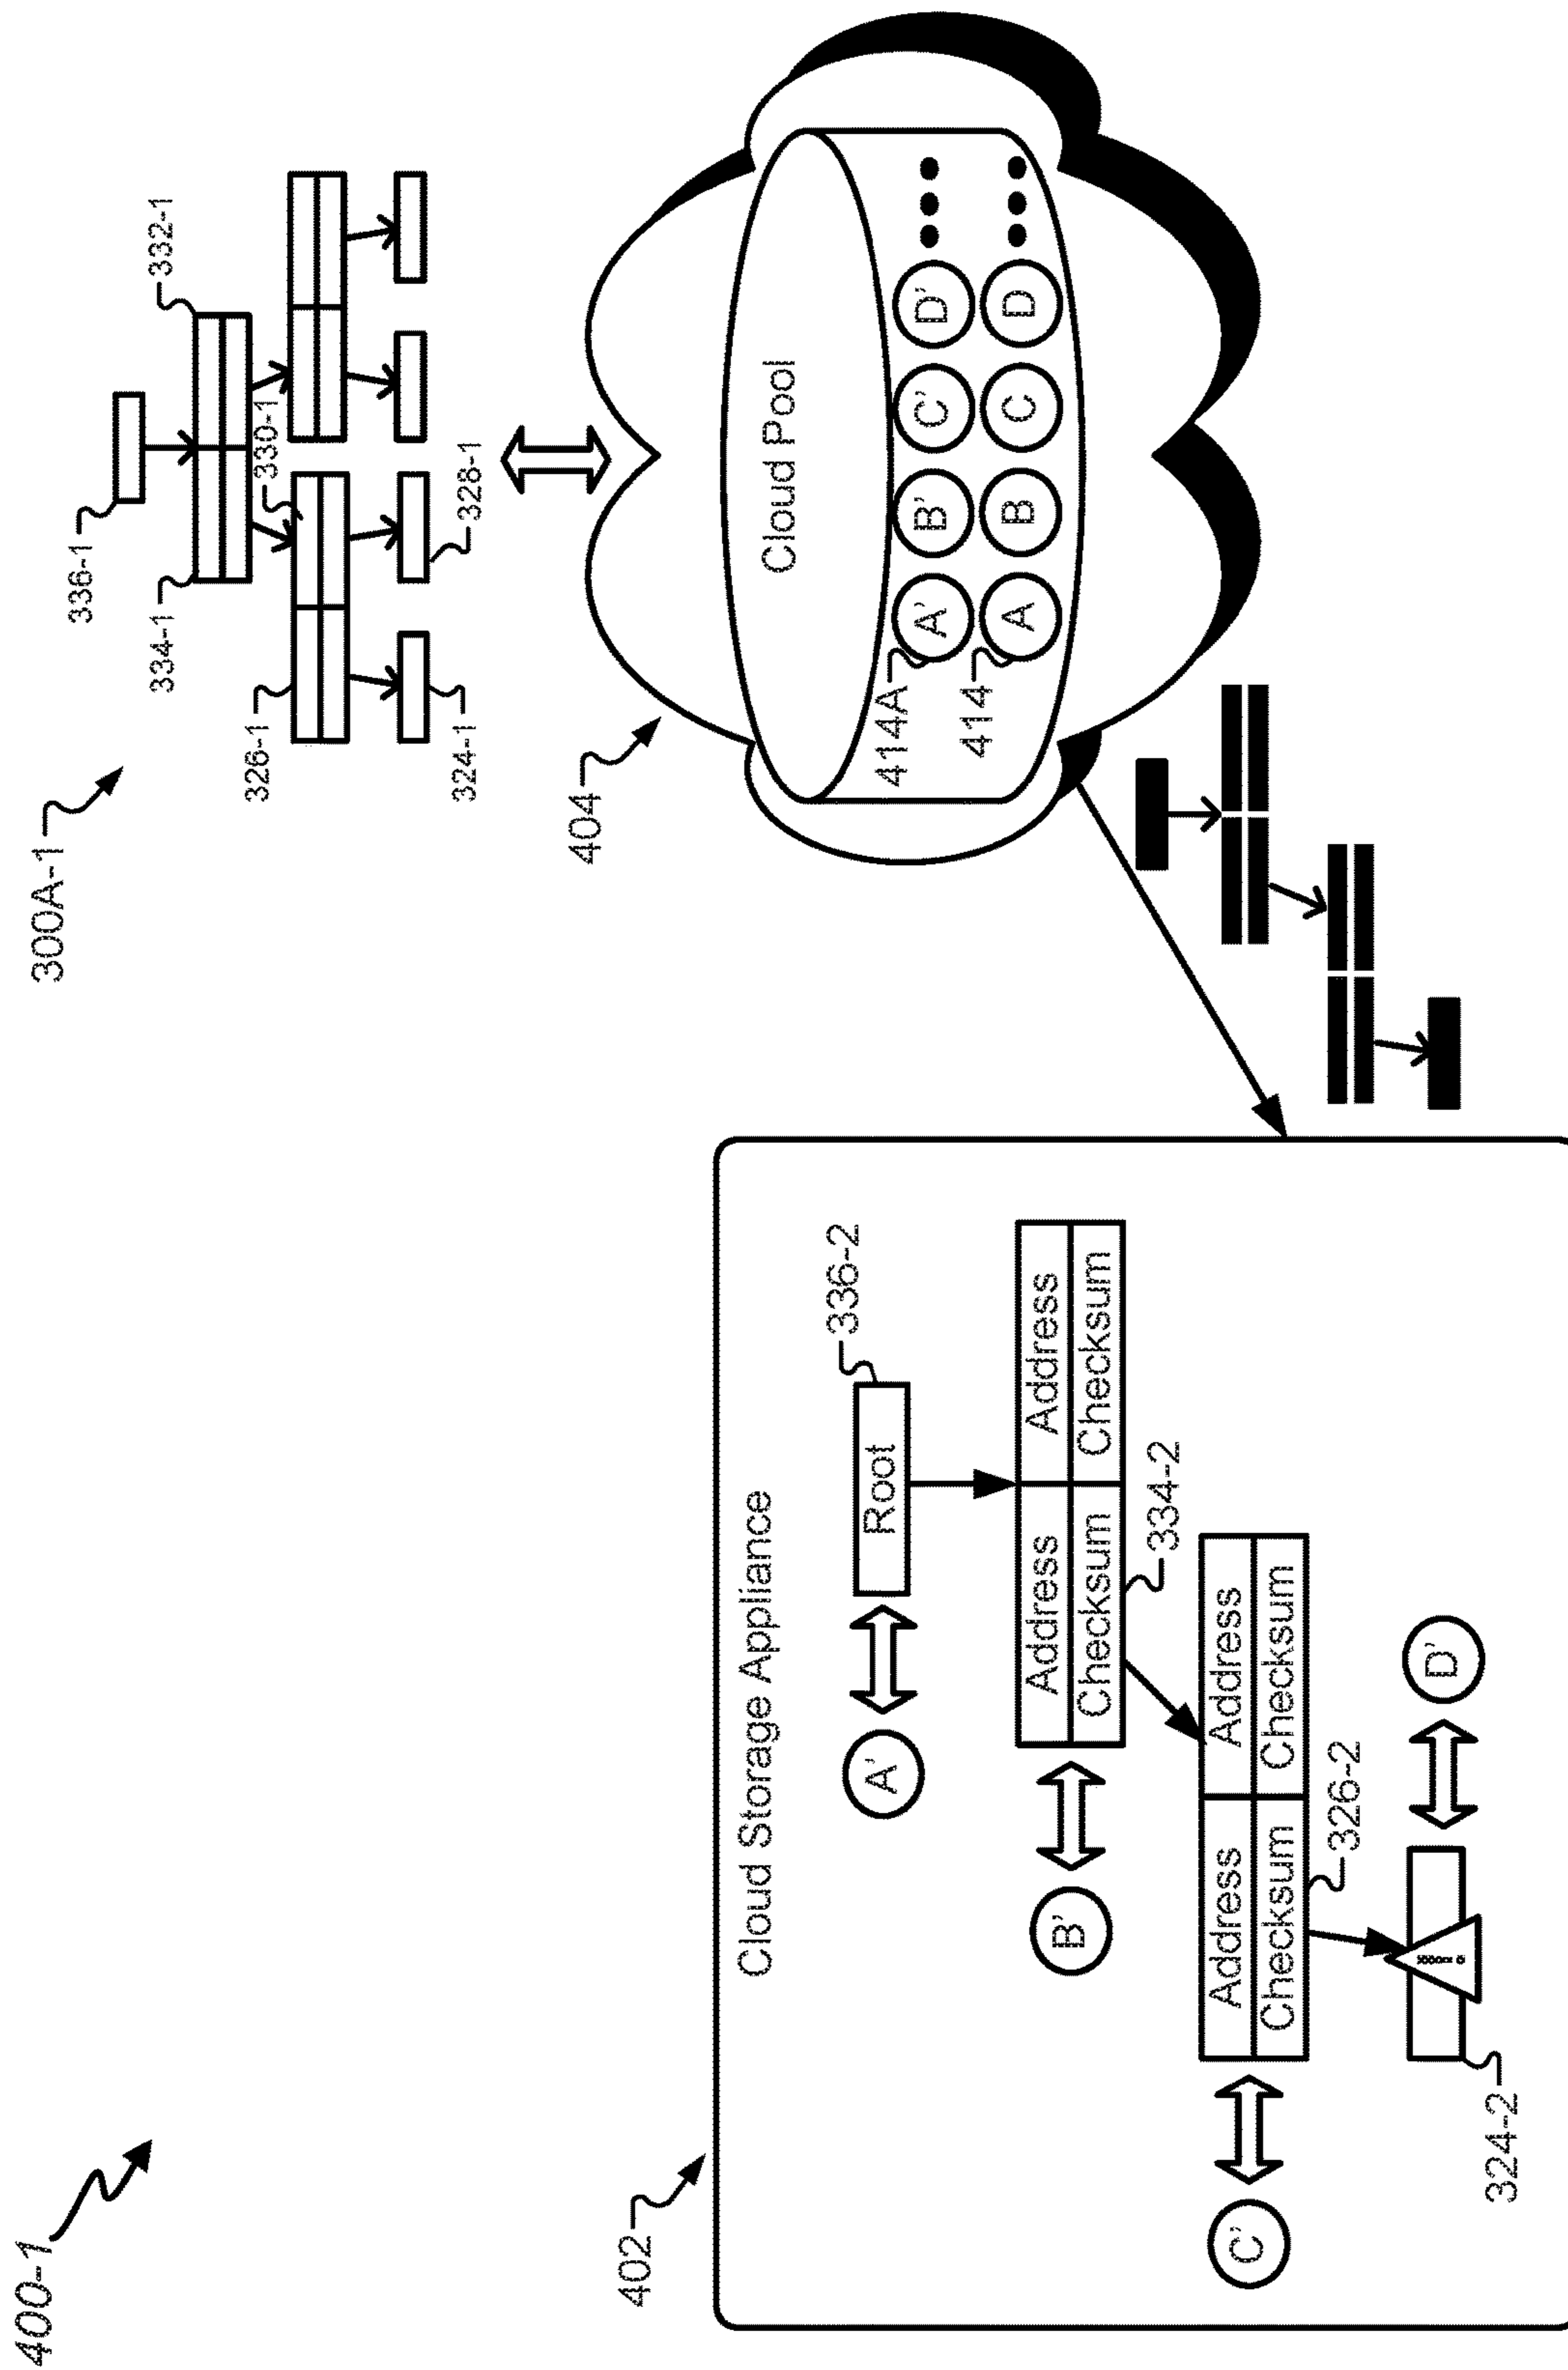 400-1
300A-1
336-1
334-1
332-1
330-1
326-1
324-1
328-1
404
Cloud Pool
414A
A'
B'
C'
D'
414
A
B
C
D
402
Cloud Storage Appliance
A'
Root
336-2
B'
Address
Address
Checksum
Checksum
334-2
C'
Address
Address
Checksum
Checksum
326-2
324-2
D'